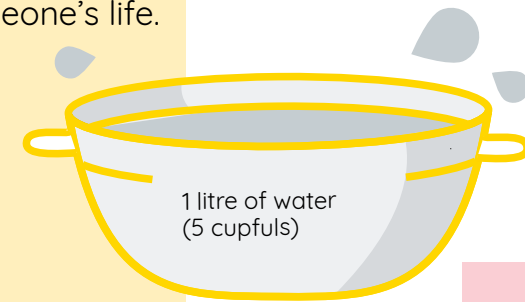 eone's life.
1 litre of water
(5 cupfuls)